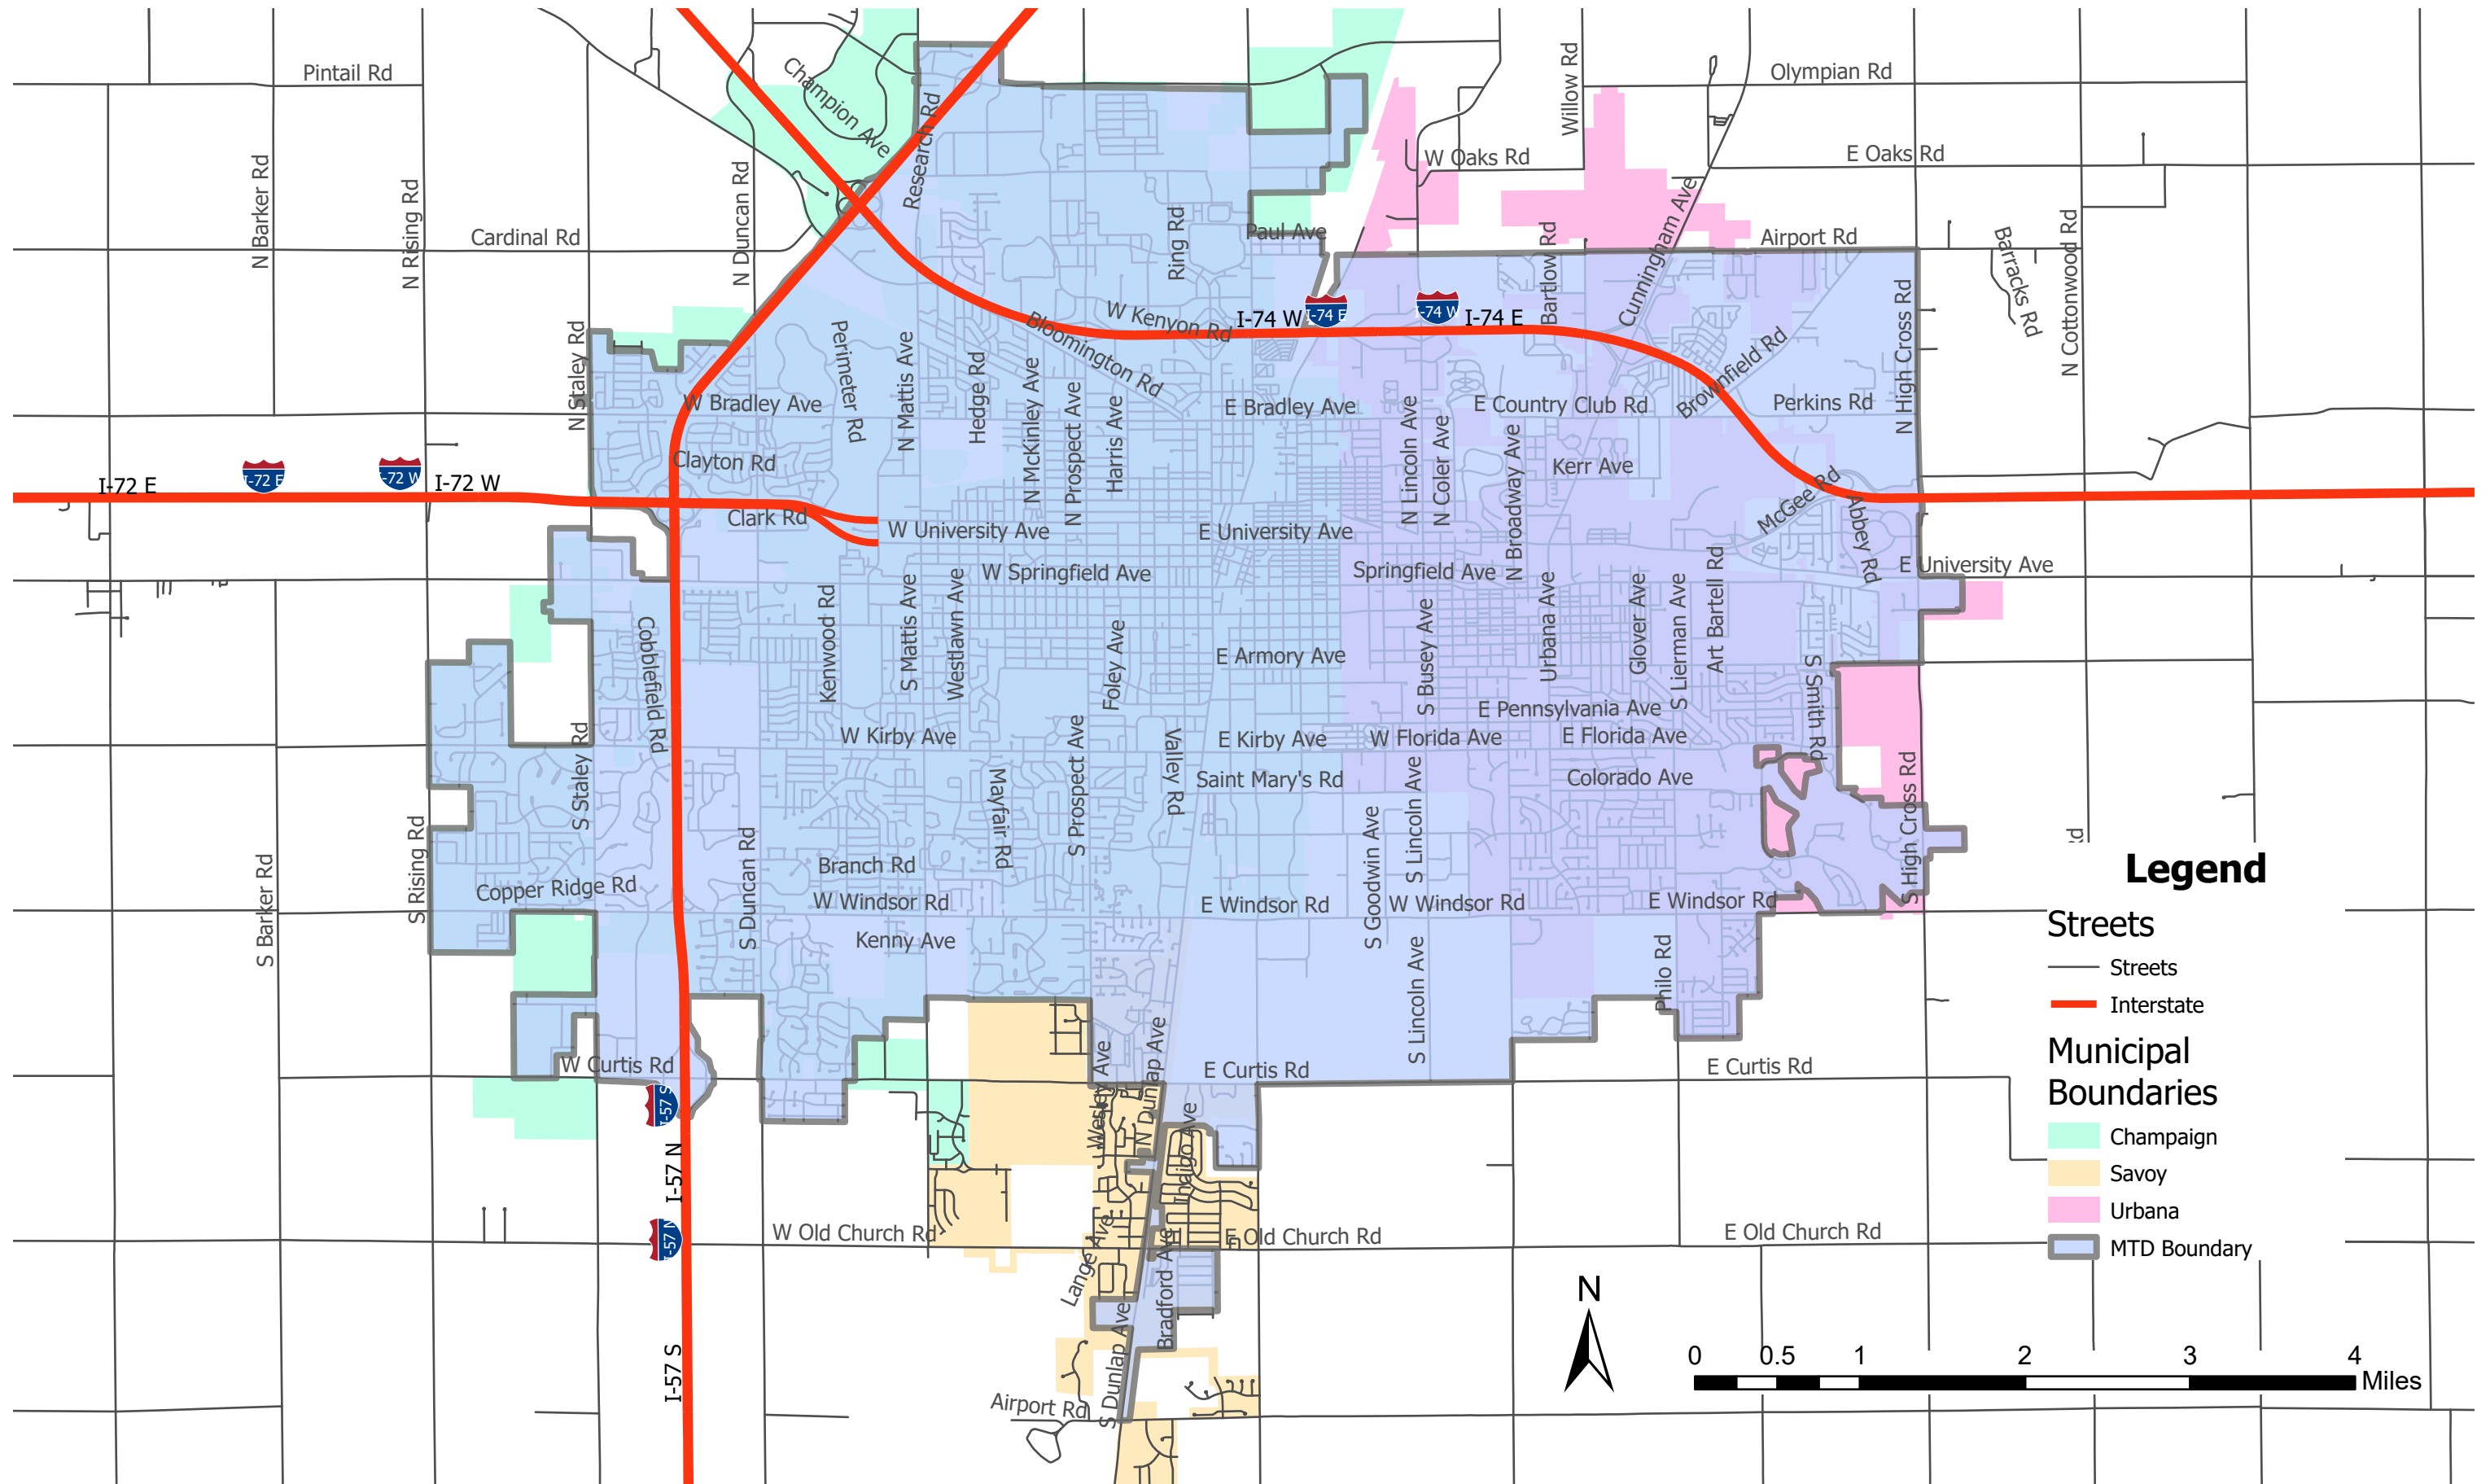 Pintail Rd
Champion Ave
Research Rd
Willow Rd
Olympian Rd
W Oaks Rd
E Oaks Rd
N Barker Rd
N Rising Rd
N Duncan Rd
Cardinal Rd
Ring Rd
Paul Ave
Bartlow Rd
Cunningham Ave
Airport Rd
Barracks Rd
N Cottonwood Rd
N High Cross Rd
N Staley Rd
Perimeter Rd
N Mattis Ave
Hedge Rd
Bloomington Rd
W Kenyon Rd
I-74 W
I-74 E
I-74 W
I-74 E
Brownfield Rd
W Bradley Ave
N McKinley Ave
N Prospect Ave
Harris Ave
E Bradley Ave
N Lincoln Ave
N Coler Ave
E Country Club Rd
Perkins Rd
Clayton Rd
N Broadway Ave
Kerr Ave
McGee Rd
Abbey Rd
I-72 E
I-72 E
I-72 W
I-72 W
Clark Rd
W University Ave
E University Ave
E University Ave
W Springfield Ave
Springfield Ave
Cobblefield Rd
Kenwood Rd
S Mattis Ave
Westlawn Ave
Foley Ave
E Armory Ave
S Busey Ave
Urbana Ave
Glover Ave
S Lierman Ave
Art Bartell Rd
S Smith Rd
E Pennsylvania Ave
S Staley Rd
W Kirby Ave
S Prospect Ave
Valley Rd
E Kirby Ave
W Florida Ave
E Florida Ave
Mayfair Rd
Saint Mary's Rd
Colorado Ave
S High Cross Rd
S Barker Rd
S Rising Rd
Copper Ridge Rd
S Duncan Rd
Branch Rd
W Windsor Rd
Kenny Ave
E Windsor Rd
S Goodwin Ave
S Lincoln Ave
W Windsor Rd
E Windsor Rd
S Lincoln Ave
Philo Rd
W Curtis Rd
Wesley Ave
N Dunlap Ave
E Curtis Rd
E Curtis Rd
Indigo Ave
I-57 S
I-57 N
I-57 N
W Old Church Rd
Lange Ave
E Old Church Rd
E Old Church Rd
Bradford Ave
I-57 S
S Dunlap Ave
Airport Rd
Rd
Legend
Streets
Streets
Interstate
Municipal
Boundaries
Champaign
Savoy
Urbana
MTD Boundary
N
0 0.5 1 2 3 4
Miles